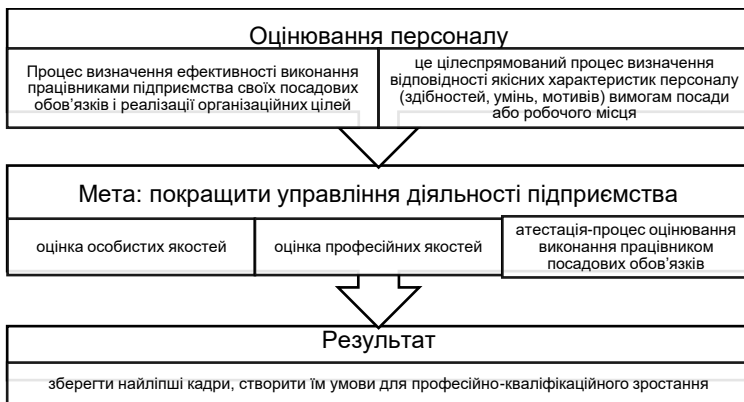 Оцінювання персоналу
Процес визначення ефективності виконання
працівниками підприємства своїх посадових
обов’язків і реалізації організаційних цілей
це цілеспрямований процес визначення
відповідності якісних характеристик персоналу
(здібностей, умінь, мотивів) вимогам посади
або робочого місця
Мета: покращити управління діяльності підприємства
оцінка особистих якостей
оцінка професійних якостей
атестація-процес оцінювання
виконання працівником
посадових обов’язків
Результат
зберегти найліпші кадри, створити їм умови для професійно-кваліфікаційного зростання